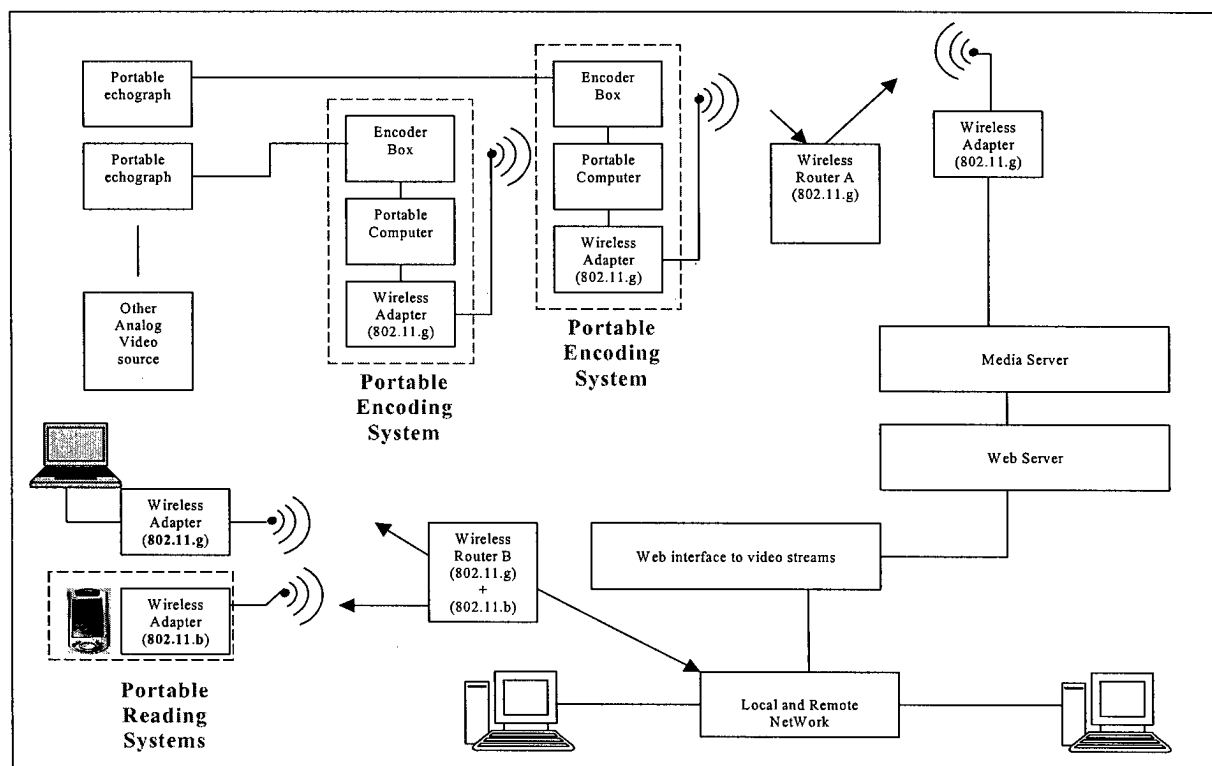 Portable
echograph
Portable
echograph
Other
Analog
Video
source
Encoder
Box
Portable
Computer
Wireless
Adapter
(802.11.g)
Portable
Encoding
System
Encoder
Box
Portable
Computer
Wireless
Adapter
(802.11.g)
Portable
Encoding
System
Wireless
Router A
(802.11.g)
Wireless
Adapter
(802.11.g)
Media Server
Web Server
Web interface to video streams
Wireless
Adapter
(802.11.g)
Wireless
Adapter
(802.11.b)
Portable
Reading
Systems
Wireless
Router B
(802.11.g)
+
(802.11.b)
Local and Remote
NetWork